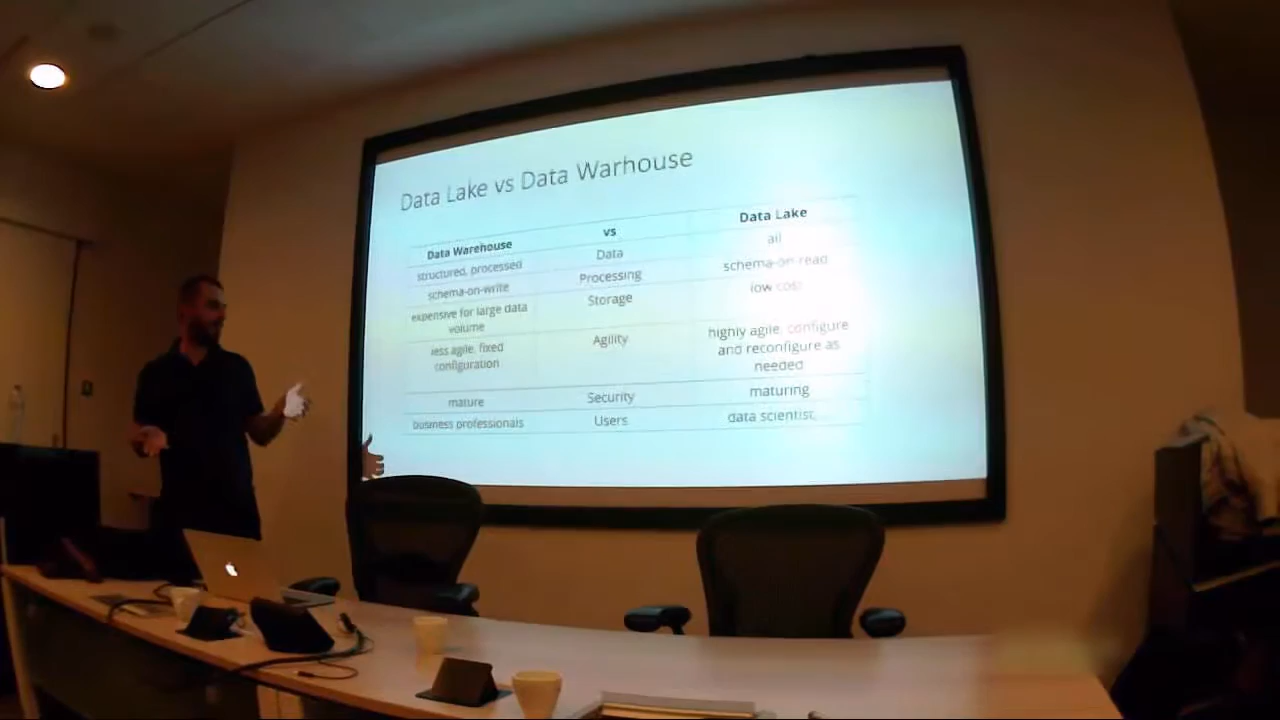 Data Lake vs Data Warhouse
Data Warehouse vs Data Lake
structured, processed Data all
schema-on-write Processing schema-on-read
expensive for large data volume Storage low cost
less agile, fixed configuration Agility highly agile, configure and reconfigure as needed
mature Security maturing
business professionals Users data scientist,